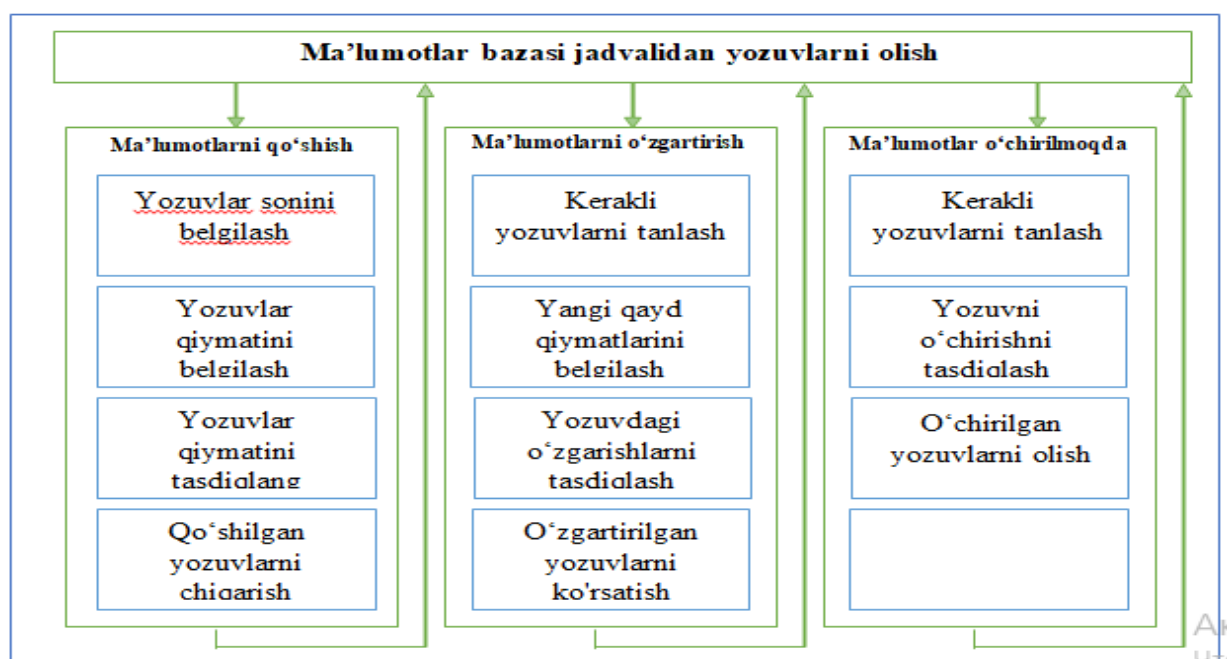 Ma’lumotlar bazasi jadvalidan yozuvlarni olish
Ma’lumotlarni qo‘shish
Yozuvlar sonini
belgilash
Yozuvlar
qiymatini
belgilash
Yozuvlar
qiymatini
tasdiqlang
Qo‘shilgan
yozuvlarni
chiqarish
Ma’lumotlarni o’zgartirish
Kerakli
yozuvlarni tanlash
Yangi qayd
qiymatlarini
belgilash
Yozuvdagi
o‘zgarishlarni
tasdiqlash
O‘zgartirilgan
yozuvlarni
ko'rsatish
Ma’lumotlar o’chirilmoqda
Kerakli
yozuvlarni tanlash
Yozuvni
o‘chirishni
tasdiqlash
O‘chirilgan
yozuvlarni olish